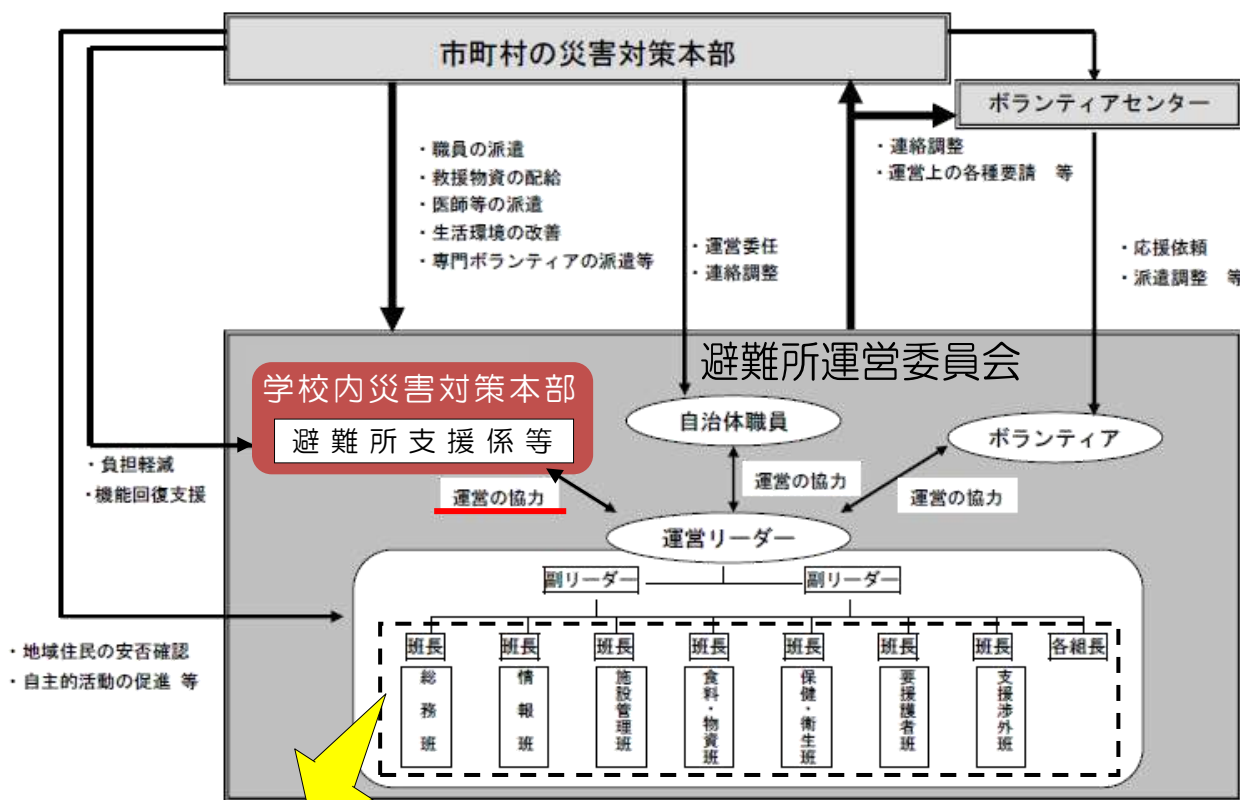 市町村の災害対策本部
ボランティアセンター
・職員の派遣
・救援物資の配給
・医師等の派遣
・生活環境の改善
・専門ボランティアの派遣等
・運営委任
・連絡調整
・連絡調整
・運営上の各種要請　等
・応援依頼
・派遣調整　等
避難所運営委員会
学校内災害対策本部
避難所支援係等
自治体職員
ボランティア
・負担軽減
・機能回復支援
運営の協力
運営の協力
運営の協力
運営リーダー
副リーダー
副リーダー
・地域住民の安否確認
・自主的活動の促進 等
班長
班長
班長
班長
班長
班長
班長
各組長
総務班
情報班
施設管理班
食料・物資班
保健・衛生班
要援護者班
支援渉外班